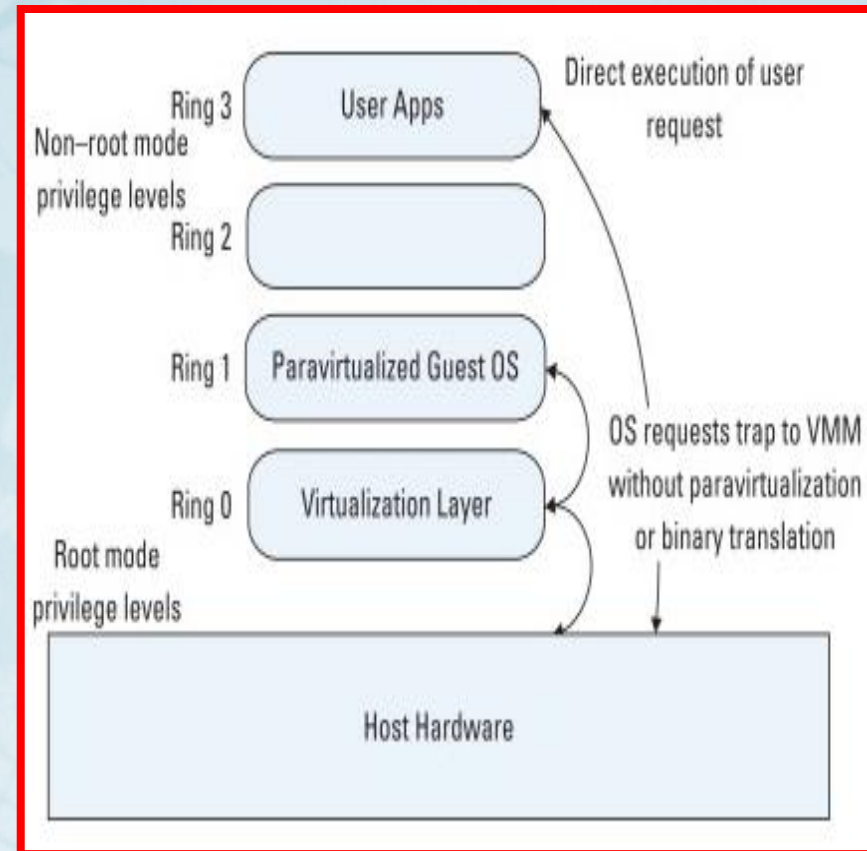 Direct execution of user
request
Ring 3
User Apps
Non–root mode
privilege levels
Ring 2
Ring 1
Paravirtualized Guest OS
OS requests trap to VMM
without paravirtualization
or binary translation
Ring 0
Virtualization Layer
Root mode
privilege levels
Host Hardware